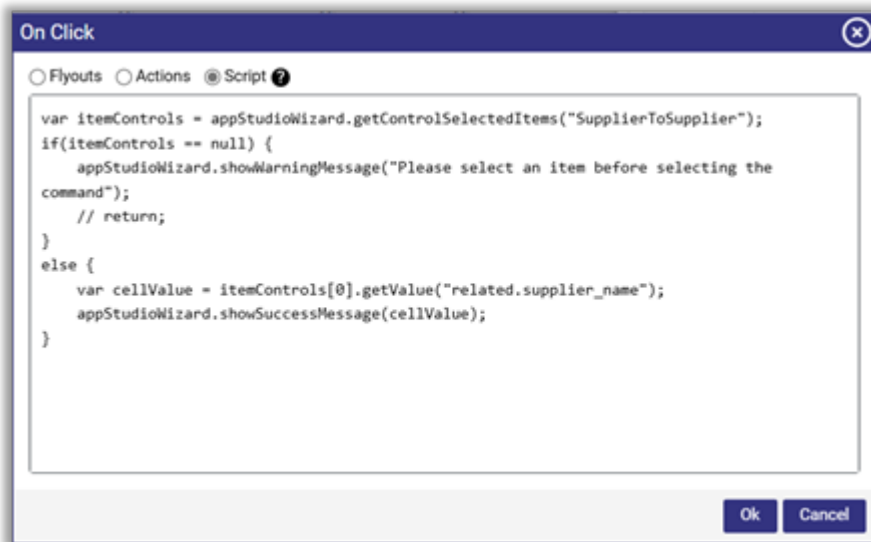 On Click
Flyouts Actions Script ?
var itemControls = appStudioWizard.getControlSelectedItems("SupplierToSupplier");
if(itemControls == null) {
    appStudioWizard.showWarningMessage("Please select an item before selecting the
command");
    // return;
}
else {
    var cellValue = itemControls[0].getValue("related.supplier_name");
    appStudioWizard.showSuccessMessage(cellValue);
}
Ok Cancel